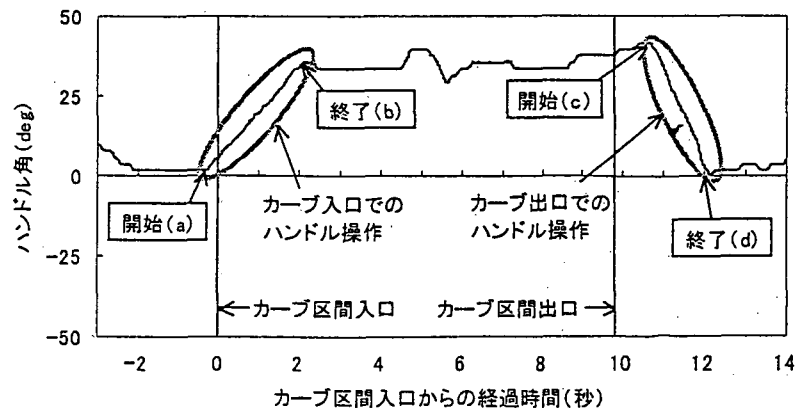 50
25
0
-25
-50
ハンドル角(deg)
開始(a)
終了(b)
開始(c)
終了(d)
カーブ入口での
ハンドル操作
カーブ出口での
ハンドル操作
カーブ区間入口
カーブ区間出口
-2 0 2 4 6 8 10 12 14
カーブ区間入口からの経過時間(秒)